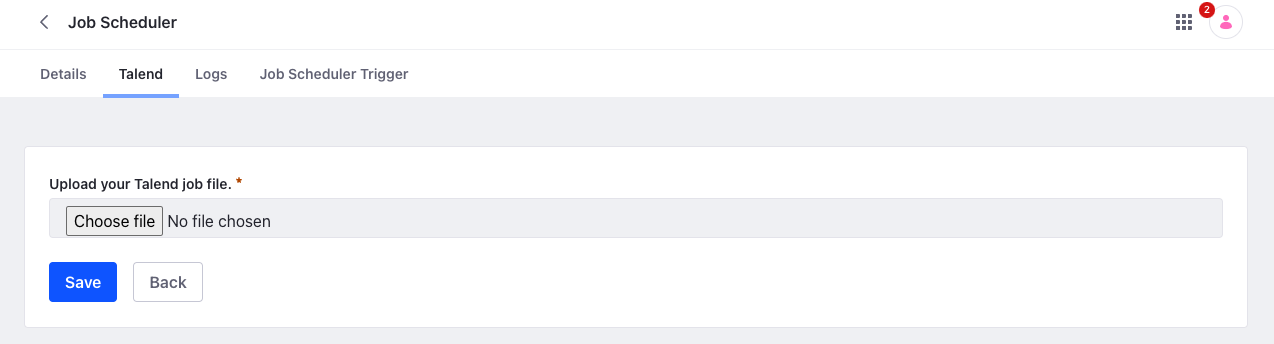 Job Scheduler
2
Details Talend Logs Job Scheduler Trigger
Upload your Talend job file. *
Choose file No file chosen
Save Back